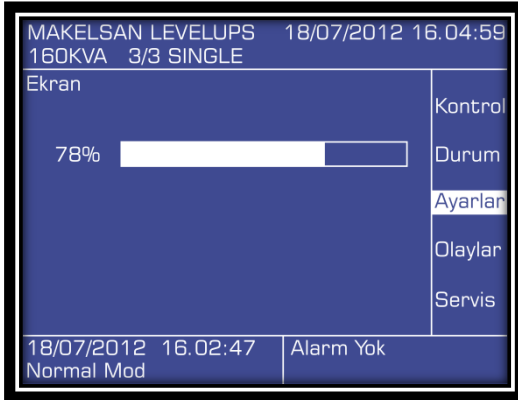 MAKELSAN LEVELUPS 18/07/2012 16.04:59
160KVA 3/3 SINGLE
Ekran
78%
Kontrol
Durum
Ayarlar
Olaylar
Servis
18/07/2012 16.02:47
Normal Mod
Alarm Yok